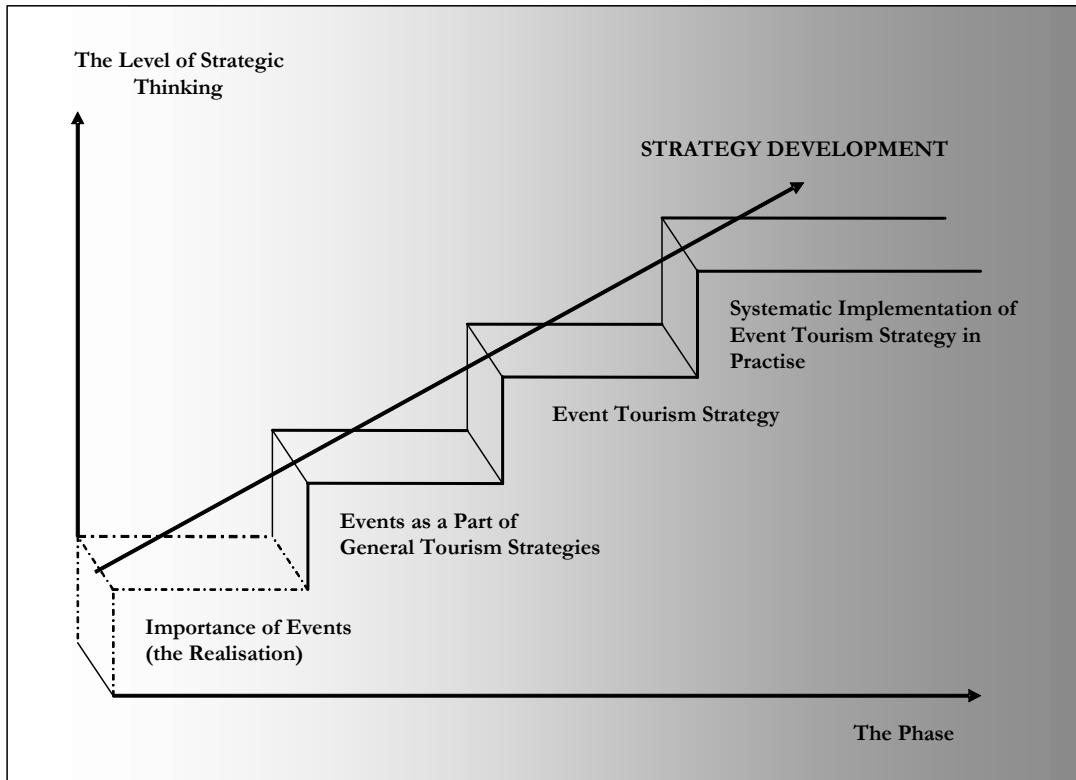 The Level of Strategic
Thinking
STRATEGY DEVELOPMENT
Systematic Implementation of
Event Tourism Strategy in
Practise
Event Tourism Strategy
Events as a Part of
General Tourism Strategies
Importance of Events
(the Realisation)
The Phase